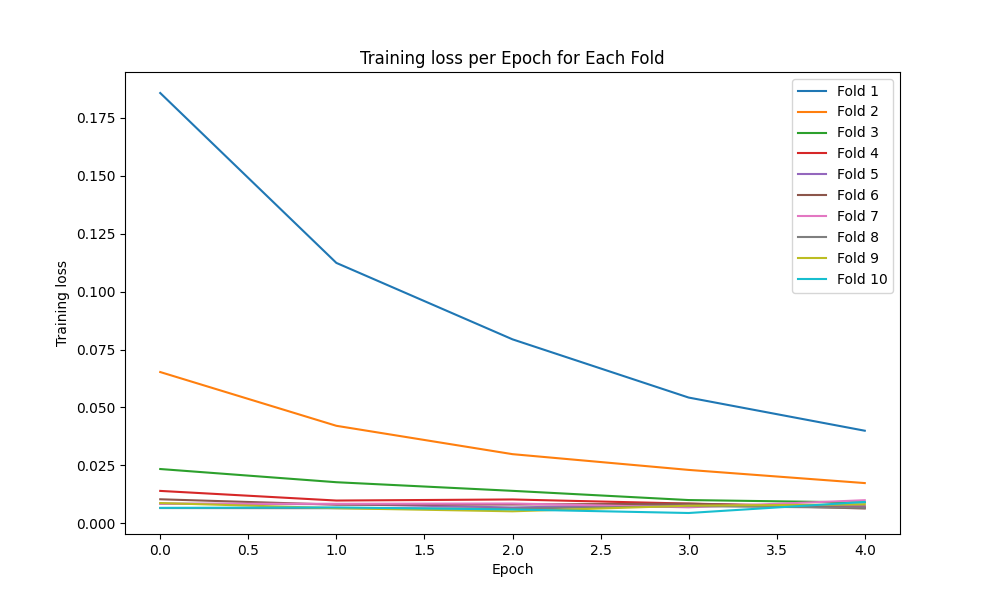 Training loss per Epoch for Each Fold
Training loss
0.175
0.150
0.125
0.100
0.075
0.050
0.025
0.000
Fold 1
Fold 2
Fold 3
Fold 4
Fold 5
Fold 6
Fold 7
Fold 8
Fold 9
Fold 10
0.0 0.5 1.0 1.5 2.0 2.5 3.0 3.5 4.0
Epoch